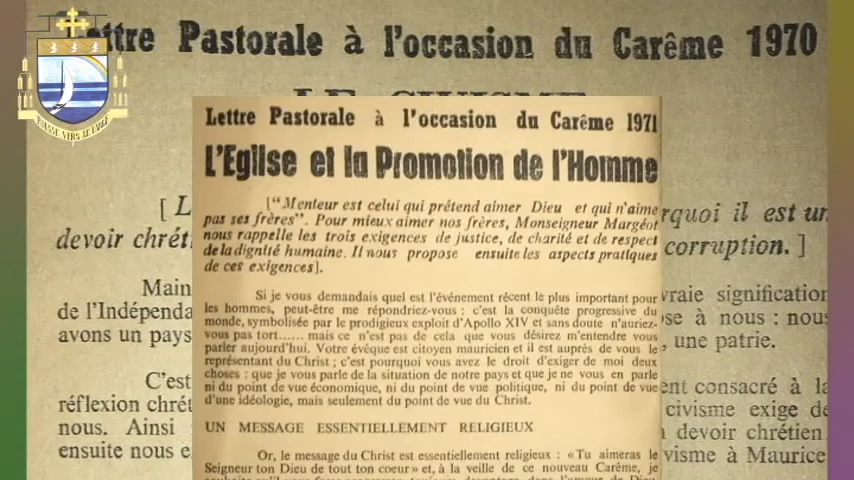 Lettre Pastorale à l'occasion du Carême 1970
LE CIVISME
[ L
devoir chréti
Main
de l'Indépenda
avons un pays
C'est
réflexion chrét
nous. Ainsi
ensuite nous e
Lettre Pastorale à l'occasion du Carême 1971
L'Eglise et la Promotion de l'Homme
["Menteur est celui qui prétend aimer Dieu et qui n'aime
pas ses frères". Pour mieux aimer nos frères, Monseigneur Margéot
nous rappelle les trois exigences de justice, de charité et de respect
de la dignité humaine. Il nous propose ensuite les aspects pratiques
de ces exigences].
Si je vous demandais quel est l'événement récent le plus important pour
les hommes, peut-être me répondriez-vous : c'est la conquête progressive du
monde, symbolisée par le prodigieux exploit d'Apollo XIV et sans doute n'auriez-
vous pas tort...... mais ce n'est pas de cela que vous désirez m'entendre vous
parler aujourd'hui. Votre évêque est citoyen mauricien et il est auprès de vous le
représentant du Christ ; c'est pourquoi vous avez le droit d'exiger de moi deux
choses : que je vous parle de la situation de notre pays et que je ne vous en parle
ni du point de vue économique, ni du point de vue politique, ni du point de vue
d'une idéologie, mais seulement du point de vue du Christ.
UN MESSAGE ESSENTIELLEMENT RELIGIEUX
Or, le message du Christ est essentiellement religieux : «Tu aimeras le
Seigneur ton Dieu de tout ton coeur» et, à la veille de ce nouveau Carême, je
rquoi il est un
corruption. ]
vraie signification
ose à nous : nous
, une patrie.
ent consacré à la
civisme exige de
devoir chrétien
visme à Maurice